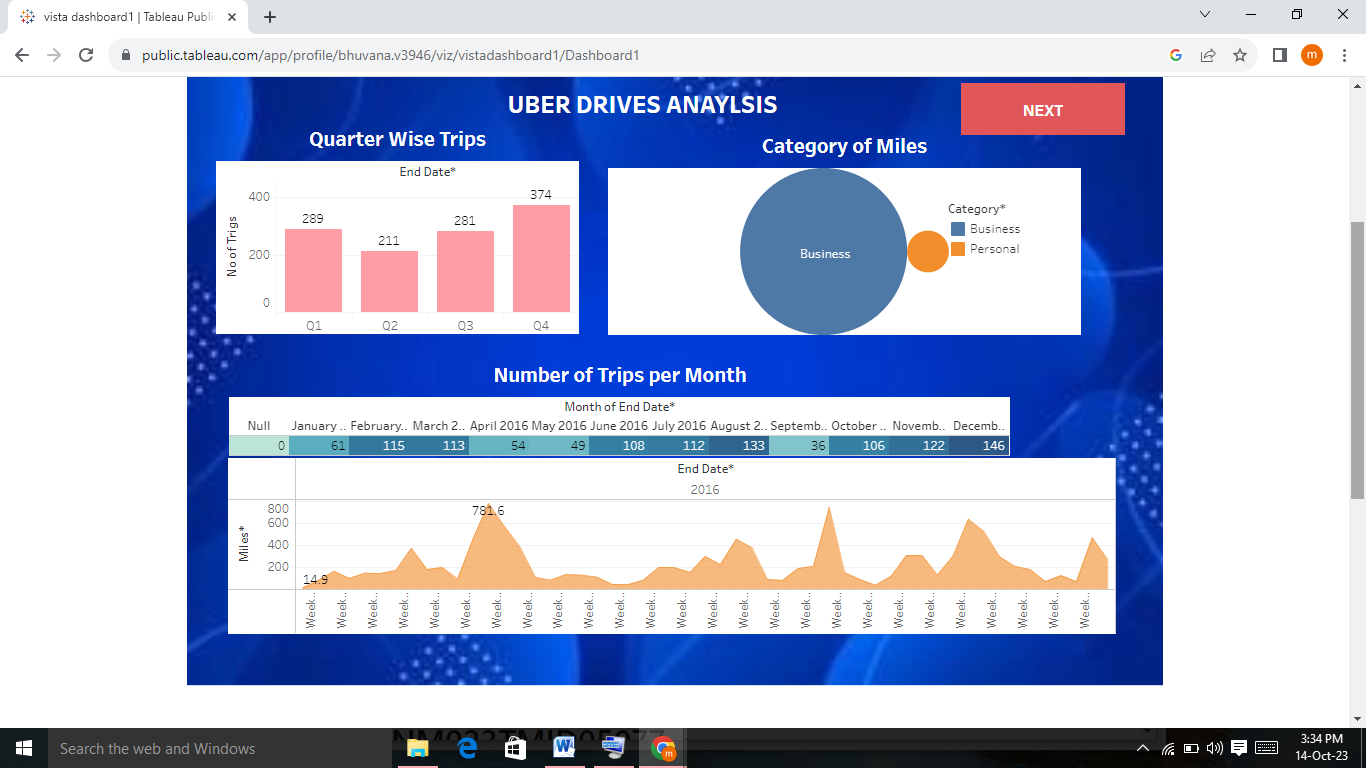 vista dashboard1 | Tableau Publi
public.tableau.com/app/profile/bhuvana.v3946/viz/vistadashboard1/Dashboard1
m
UBER DRIVES ANAYLSIS
NEXT
Quarter Wise Trips
Category of Miles
End Date*
No of Trigs
400
200
0
289
211
281
374
Q1 Q2 Q3 Q4
Business
Category*
Business
Personal
Number of Trips per Month
Month of End Date*
Null January .. February.. March 2.. April 2016 May 2016 June 2016 July 2016 August 2.. Septemb.. October .. Novemb.. Decemb..
0 61 115 113 54 49 108 112 133 36 106 122 146
End Date*
2016
Miles*
800
600
400
200
781.6
14.9
Week.. Week.. Week.. Week.. Week.. Week.. Week.. Week.. Week.. Week.. Week.. Week.. Week.. Week.. Week.. Week.. Week.. Week.. Week.. Week.. Week.. Week.. Week.. Week.. Week.. Week..
Search the web and Windows
3:34 PM
14-Oct-23